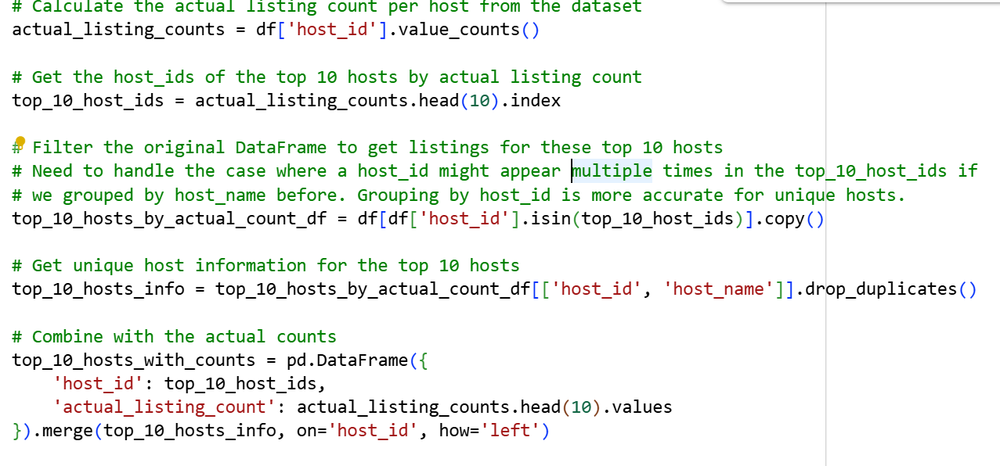 # Calculate the actual listing count per host from the dataset
actual_listing_counts = df['host_id'].value_counts()
# Get the host_ids of the top 10 hosts by actual listing count
top_10_host_ids = actual_listing_counts.head(10).index
# Filter the original DataFrame to get listings for these top 10 hosts
# Need to handle the case where a host_id might appear multiple times in the top_10_host_ids if
# we grouped by host_name before. Grouping by host_id is more accurate for unique hosts.
top_10_hosts_by_actual_count_df = df[df['host_id'].isin(top_10_host_ids)].copy()
# Get unique host information for the top 10 hosts
top_10_hosts_info = top_10_hosts_by_actual_count_df[['host_id', 'host_name']].drop_duplicates()
# Combine with the actual counts
top_10_hosts_with_counts = pd.DataFrame({
    'host_id': top_10_host_ids,
    'actual_listing_count': actual_listing_counts.head(10).values
}).merge(top_10_hosts_info, on='host_id', how='left')